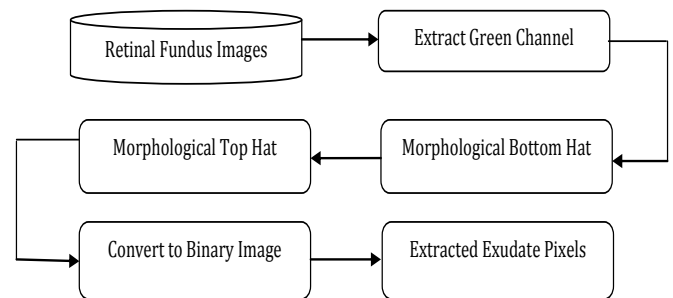 Retinal Fundus Images
Extract Green Channel
Morphological Top Hat
Morphological Bottom Hat
Convert to Binary Image
Extracted Exudate Pixels